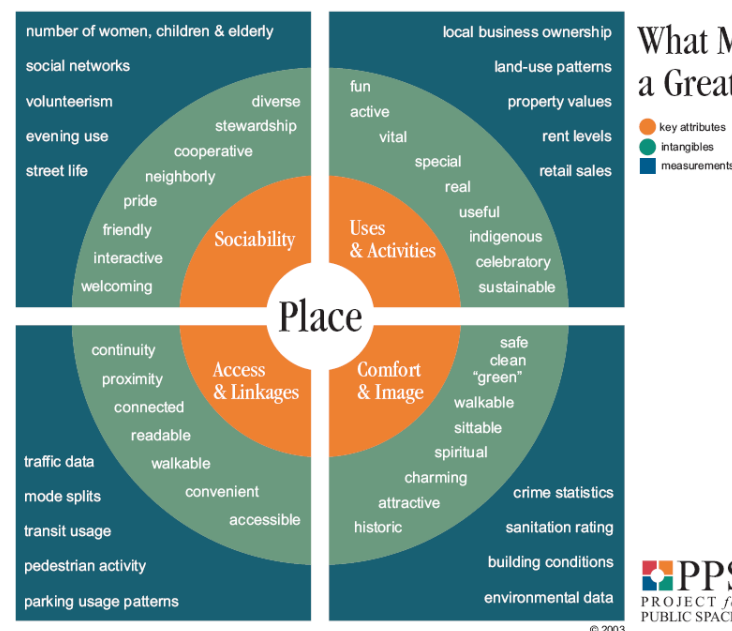 What
a Great
key attributes
intangibles
measurements
number of women, children & elderly
social networks
volunteerism
evening use
street life
diverse
stewardship
cooperative
neighborly
pride
friendly
interactive
welcoming
Sociability
local business ownership
land-use patterns
property values
rent levels
retail sales
fun
active
vital
special
real
useful
indigenous
celebratory
sustainable
Uses
& Activities
Place
Access
& Linkages
continuity
proximity
connected
readable
walkable
convenient
accessible
traffic data
mode splits
transit usage
pedestrian activity
parking usage patterns
Comfort
& Image
safe
clean
“green”
walkable
sittable
spiritual
charming
attractive
historic
crime statistics
sanitation rating
building conditions
environmental data
PPS
PROJECT
PUBLIC SPAC
© 2003